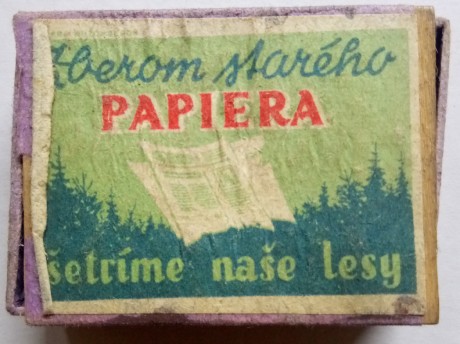 Zberom starého
PAPIERA
šetríme naše lesy